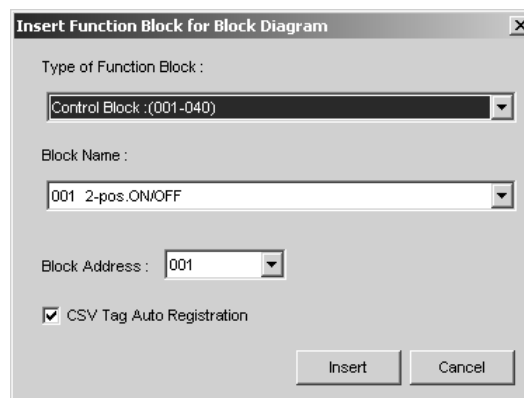 Insert Function Block for Block Diagram
Type of Function Block :
Control Block :(001-040)
Block Name :
001 2-pos.ON/OFF
Block Address : 001
CSV Tag Auto Registration
Insert Cancel